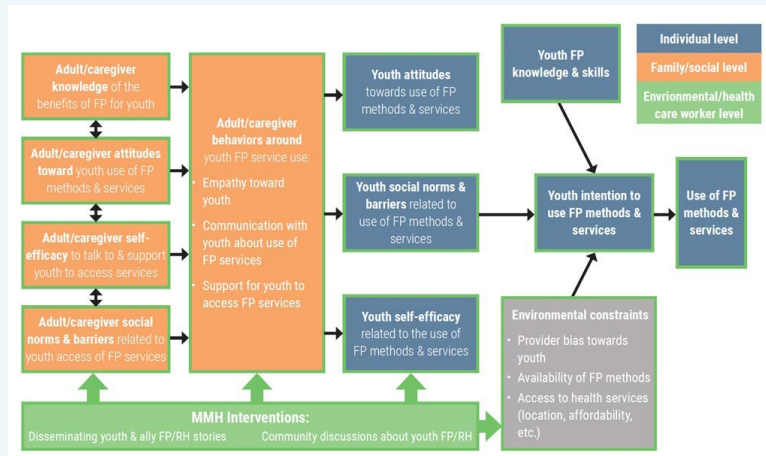 Adult/caregiver
knowledge of the
benefits of FP for youth
Adult/caregiver attitudes
toward youth use of FP
methods & services
Adult/caregiver self-
efficacy to talk to & support
youth to access services
Adult/caregiver social
norms & barriers related to
youth access of FP services
Adult/caregiver
behaviors around
youth FP service use:
• Empathy toward
youth
• Communication with
youth about use of
FP services
• Support for youth to
access FP services
Youth attitudes
towards use of FP
methods & services
Youth social norms &
barriers related to
use of FP methods &
services
Youth self-efficacy
related to the use of
FP methods & services
Youth FP
knowledge & skills
Youth intention to
use FP methods &
services
Use of FP
methods &
services
Environmental constraints
• Provider bias towards
youth
• Availability of FP methods
• Access to health services
(location, affordability,
etc.)
Individual level
Family/social level
Envrionmental/health
care worker level
MMH Interventions:
Disseminating youth & ally FP/RH stories
Community discussions about youth FP/RH